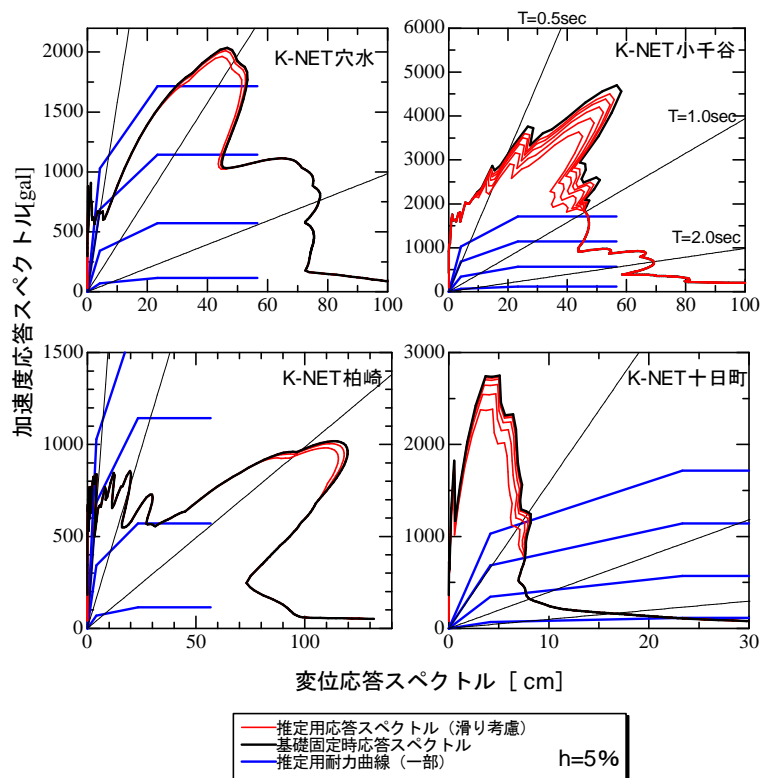 加速度応答スペクトル[gal]
K-NET穴水
2000
1500
1000
500
0
0 20 40 60 80 100
T=0.5sec
K-NET小千谷
T=1.0sec
T=2.0sec
6000
5000
4000
3000
2000
1000
0
0 20 40 60 80 100
K-NET柏崎
1500
1000
500
0
0 50 100
K-NET十日町
3000
2000
1000
0
0 10 20 30
変位応答スペクトル [ cm]
推定用応答スペクトル（滑り考慮）
基礎固定時応答スペクトル
推定用耐力曲線（一部）
h=5%